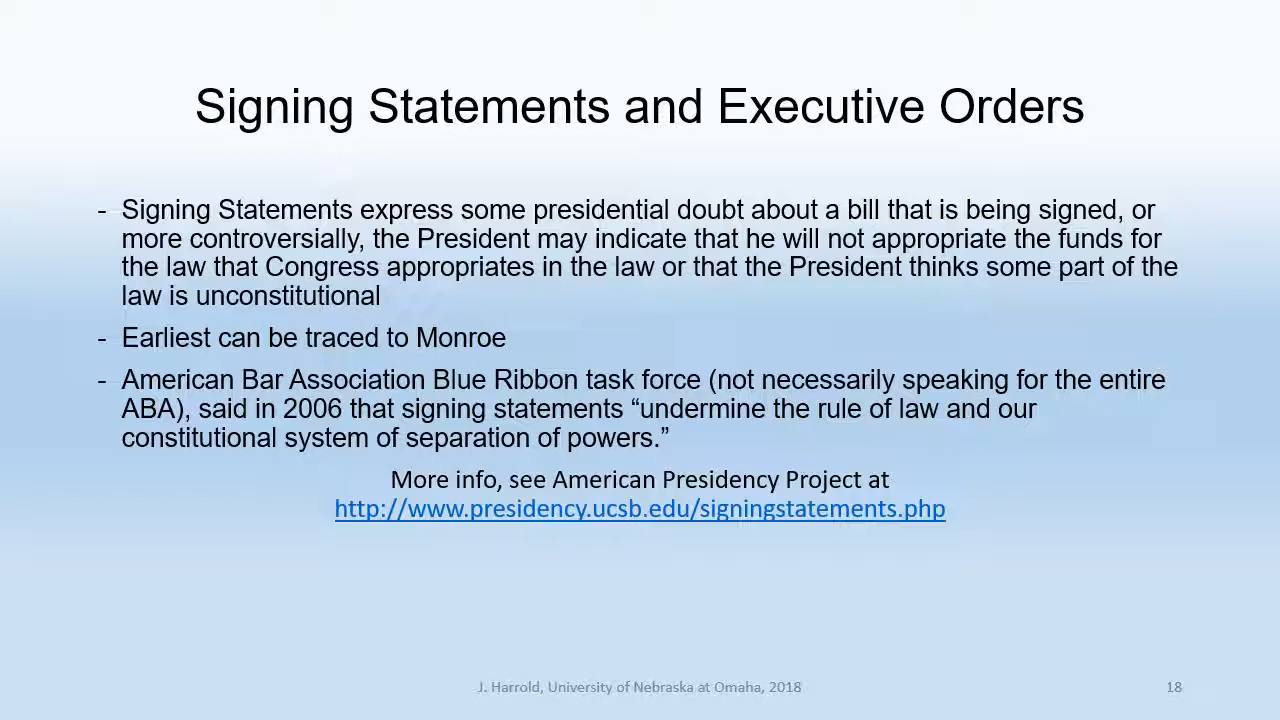 Signing Statements and Executive Orders
- Signing Statements express some presidential doubt about a bill that is being signed, or
more controversially, the President may indicate that he will not appropriate the funds for
the law that Congress appropriates in the law or that the President thinks some part of the
law is unconstitutional
- Earliest can be traced to Monroe
- American Bar Association Blue Ribbon task force (not necessarily speaking for the entire
ABA), said in 2006 that signing statements “undermine the rule of law and our
constitutional system of separation of powers.”
More info, see American Presidency Project at
http://www.presidency.ucsb.edu/signingstatements.php
J. Harrold, University of Nebraska at Omaha, 2018
18